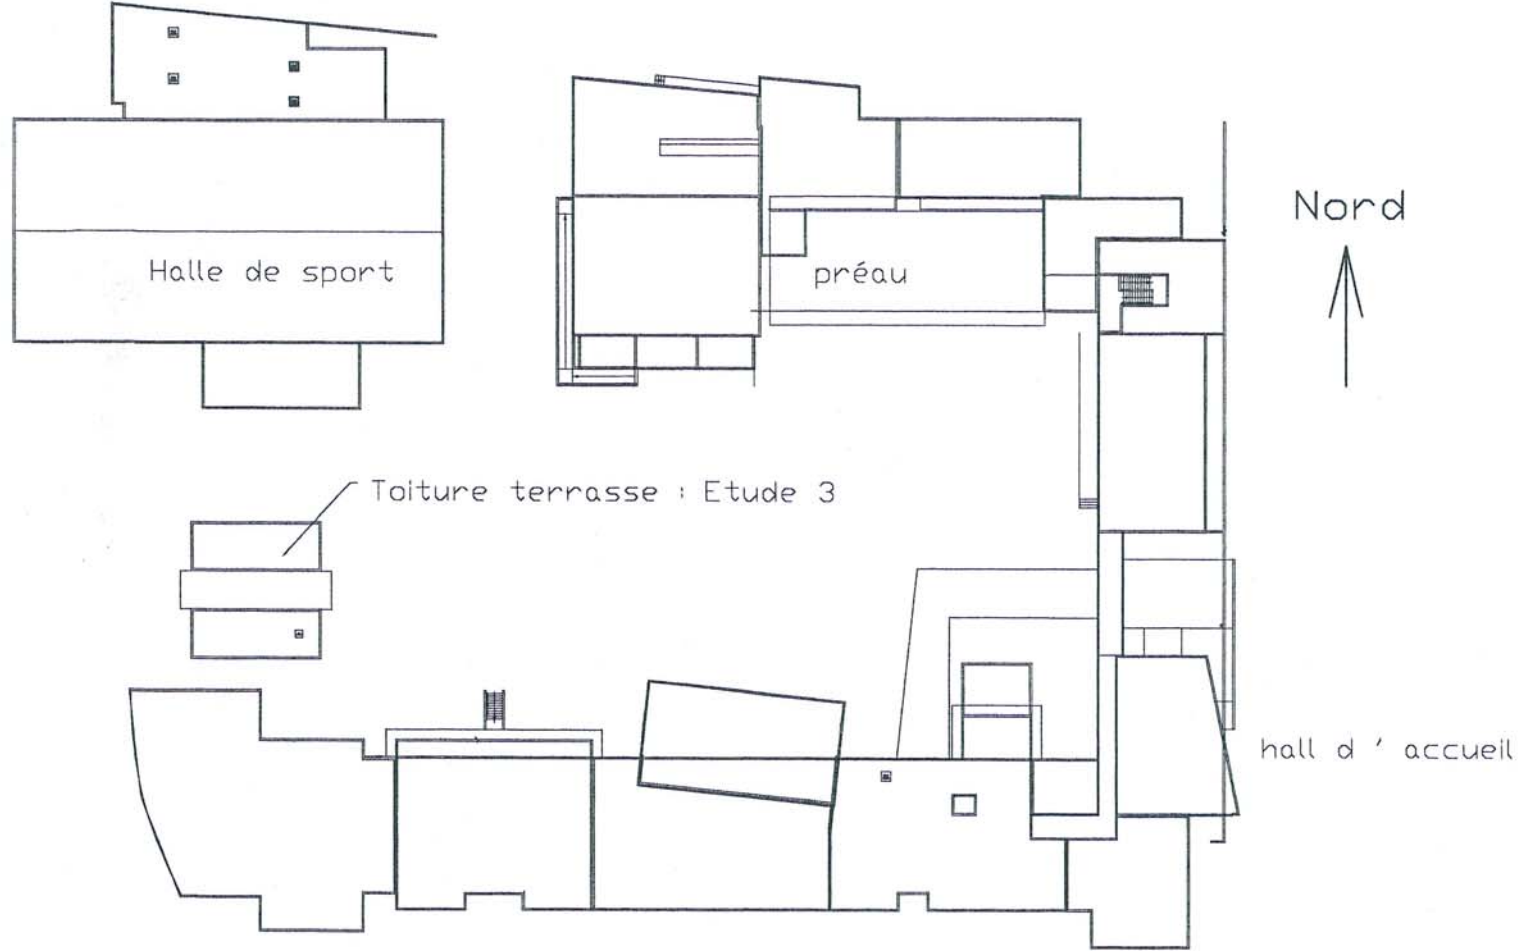 Nord
Halle de sport
préau
Toiture terrasse : Etude 3
hall d ' accueil